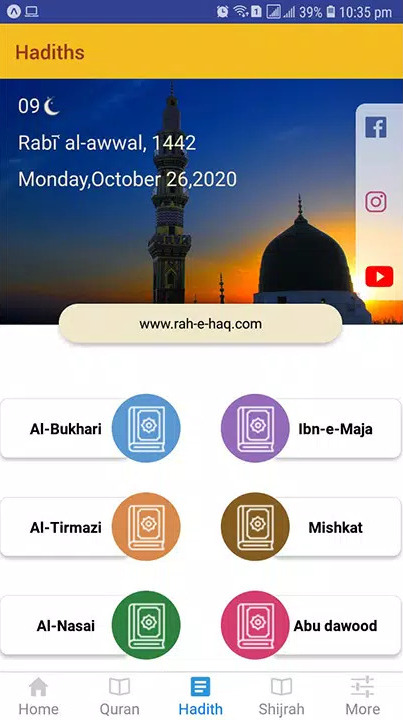 39% 10:35 pm
Hadiths
09
Rabī al-awwal, 1442
Monday,October 26,2020
www.rah-e-haq.com
Al-Bukhari
Ibn-e-Maja
Al-Tirmazi
Mishkat
Al-Nasai
Abu dawood
Home
Quran
Hadith
Shijrah
More